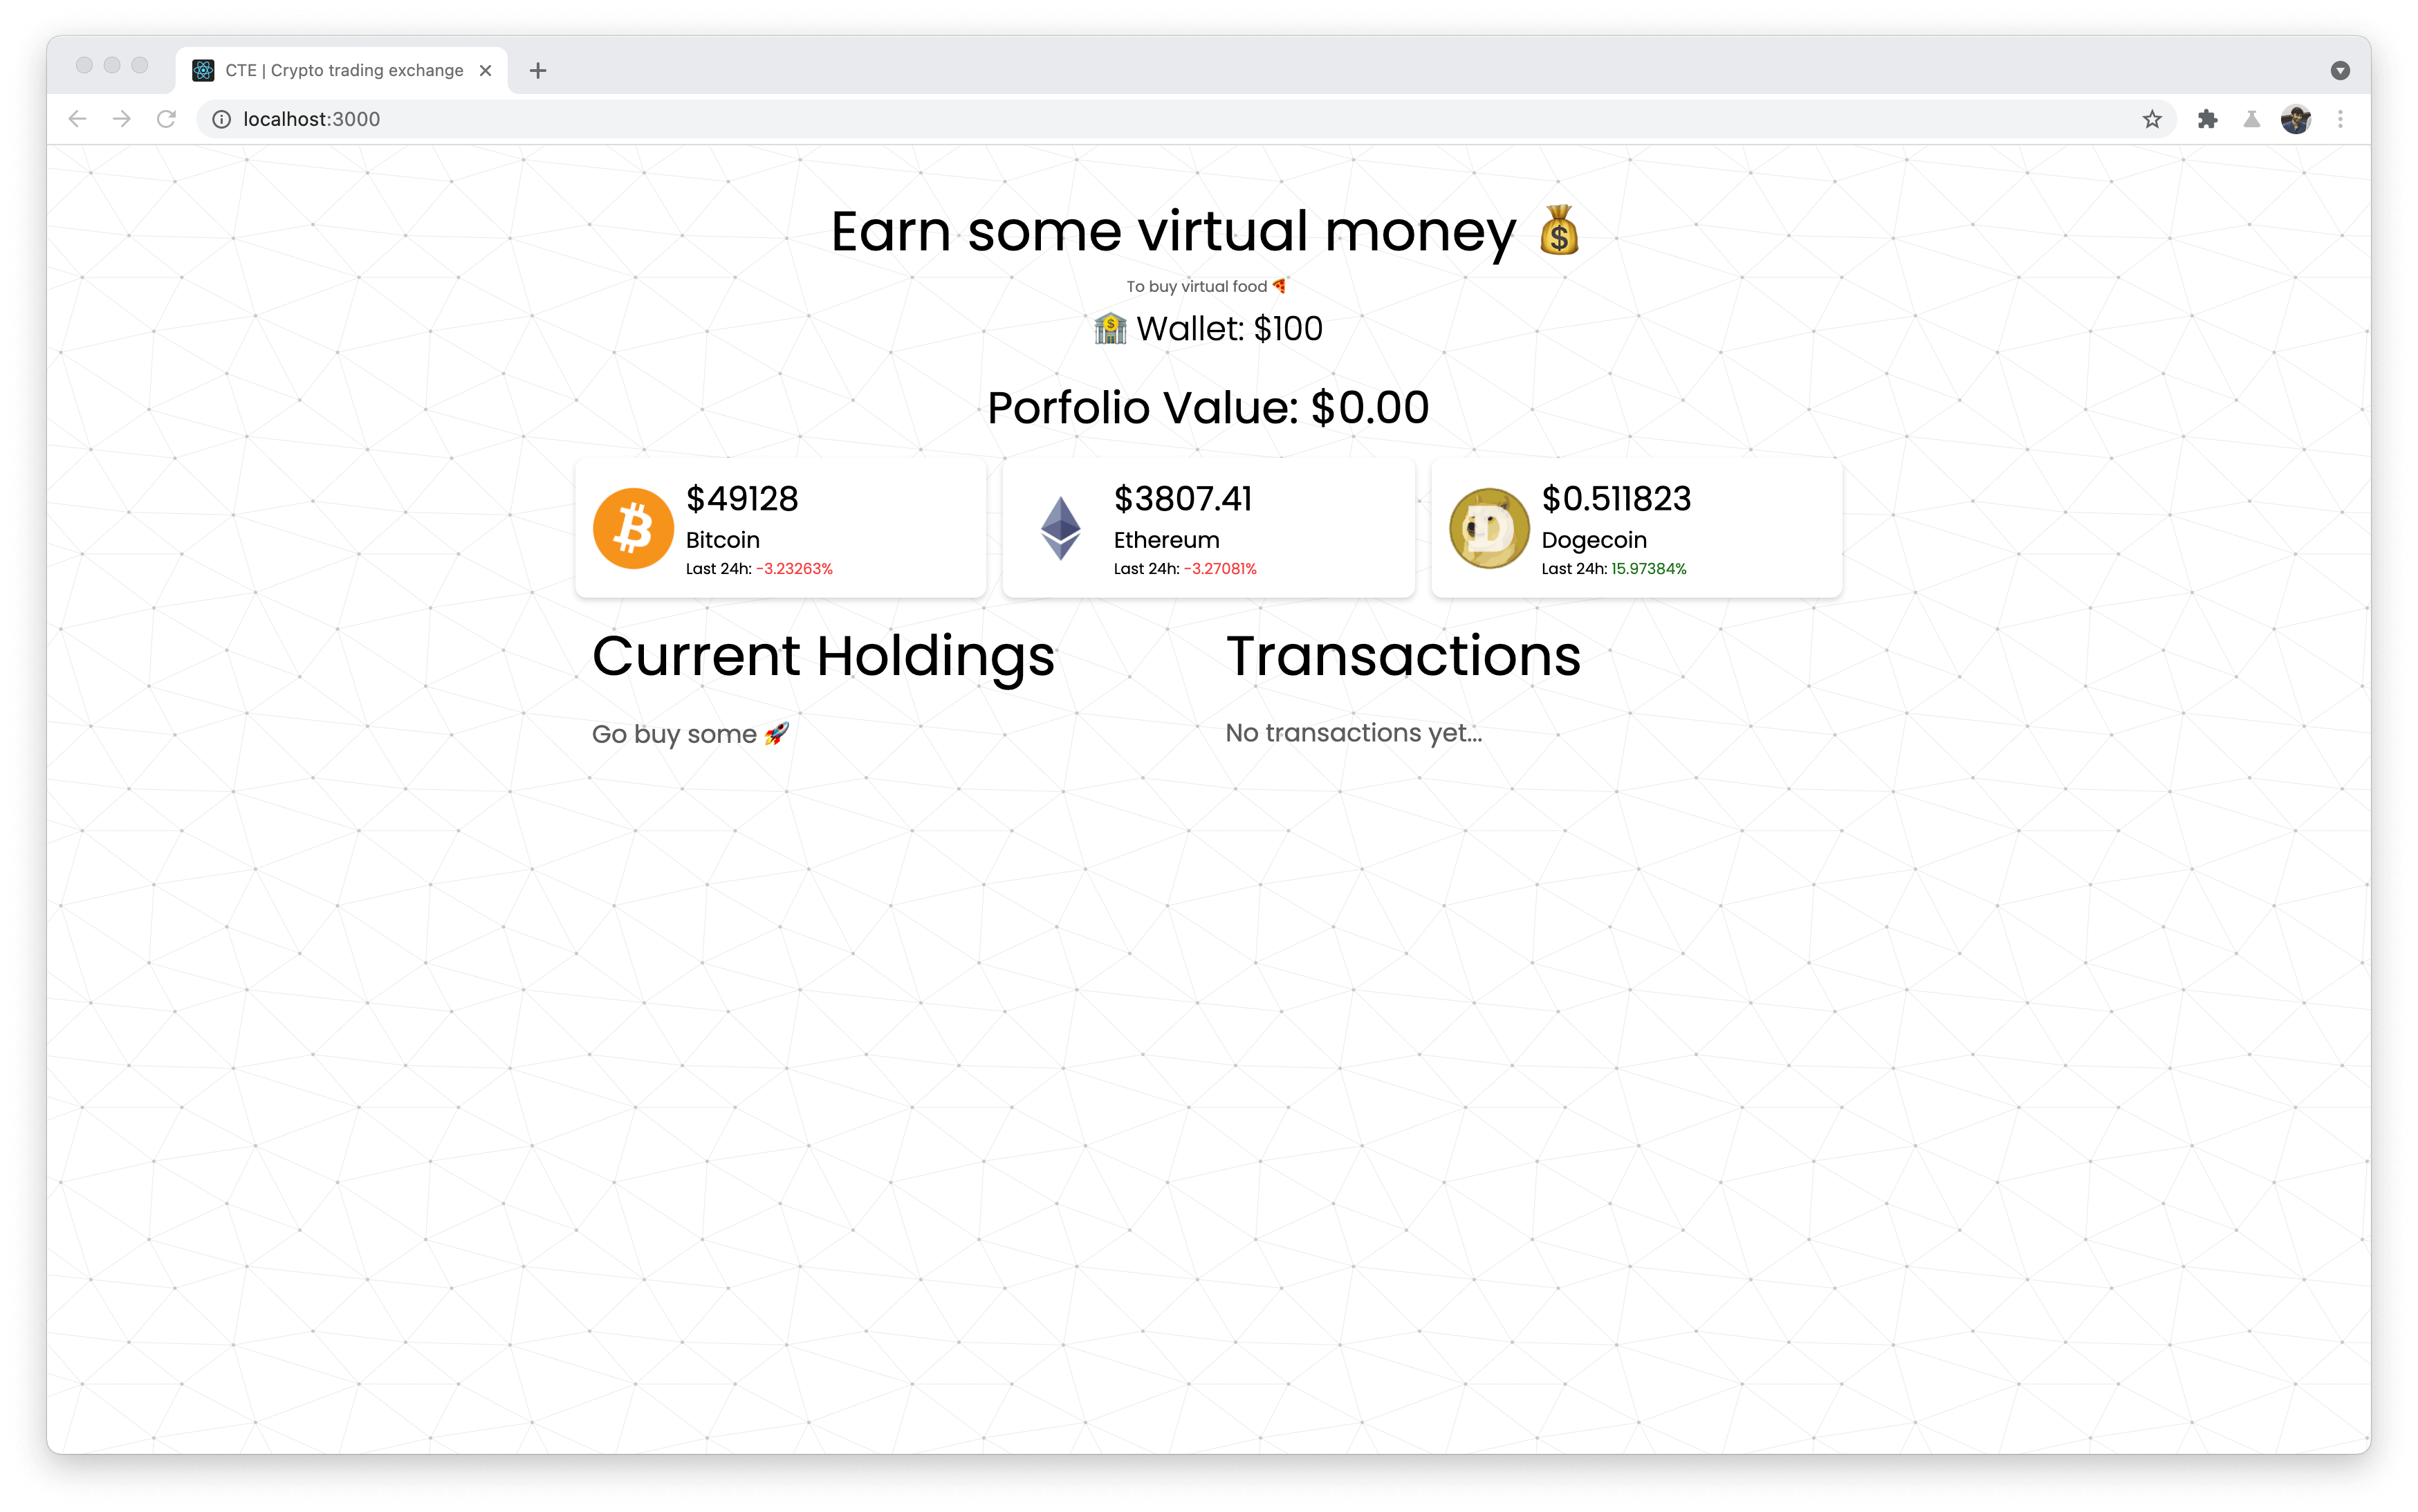 CTE | Crypto trading exchange
localhost:3000
Earn some virtual money 💰
To buy virtual food 🍕
🏦 Wallet: $100
Porfolio Value: $0.00
$49128
Bitcoin
Last 24h: -3.23263%
$3807.41
Ethereum
Last 24h: -3.27081%
$0.511823
Dogecoin
Last 24h: 15.97384%
Current Holdings
Go buy some 🚀
Transactions
No transactions yet...